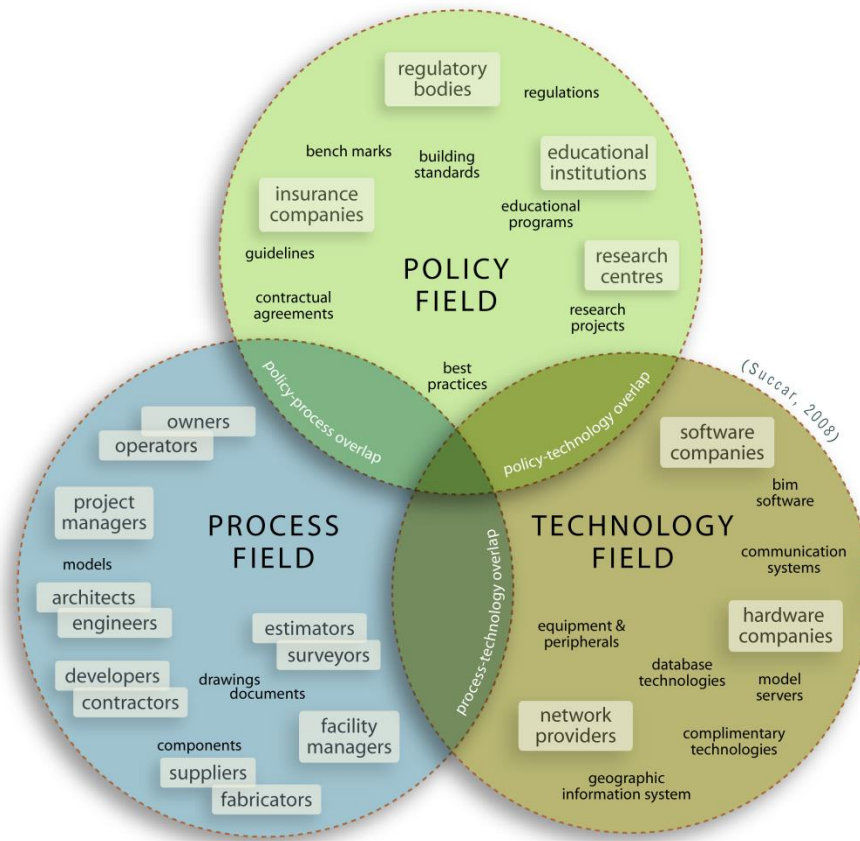 regulatory
bodies
regulations
bench marks
building
standards
educational
institutions
insurance
companies
educational
programs
guidelines
POLICY
FIELD
research
centres
contractual
agreements
research
projects
best
practices
policy-process overlap
policy-technology overlap
(Succar, 2008)
owners
operators
project
managers
PROCESS
FIELD
models
architects
engineers
estimators
surveyors
developers
contractors
drawings
documents
facility
managers
components
suppliers
fabricators
process-technology overlap
software
companies
bim
software
TECHNOLOGY
FIELD
communication
systems
equipment &
peripherals
hardware
companies
database
technologies
model
servers
network
providers
complimentary
technologies
geographic
information system